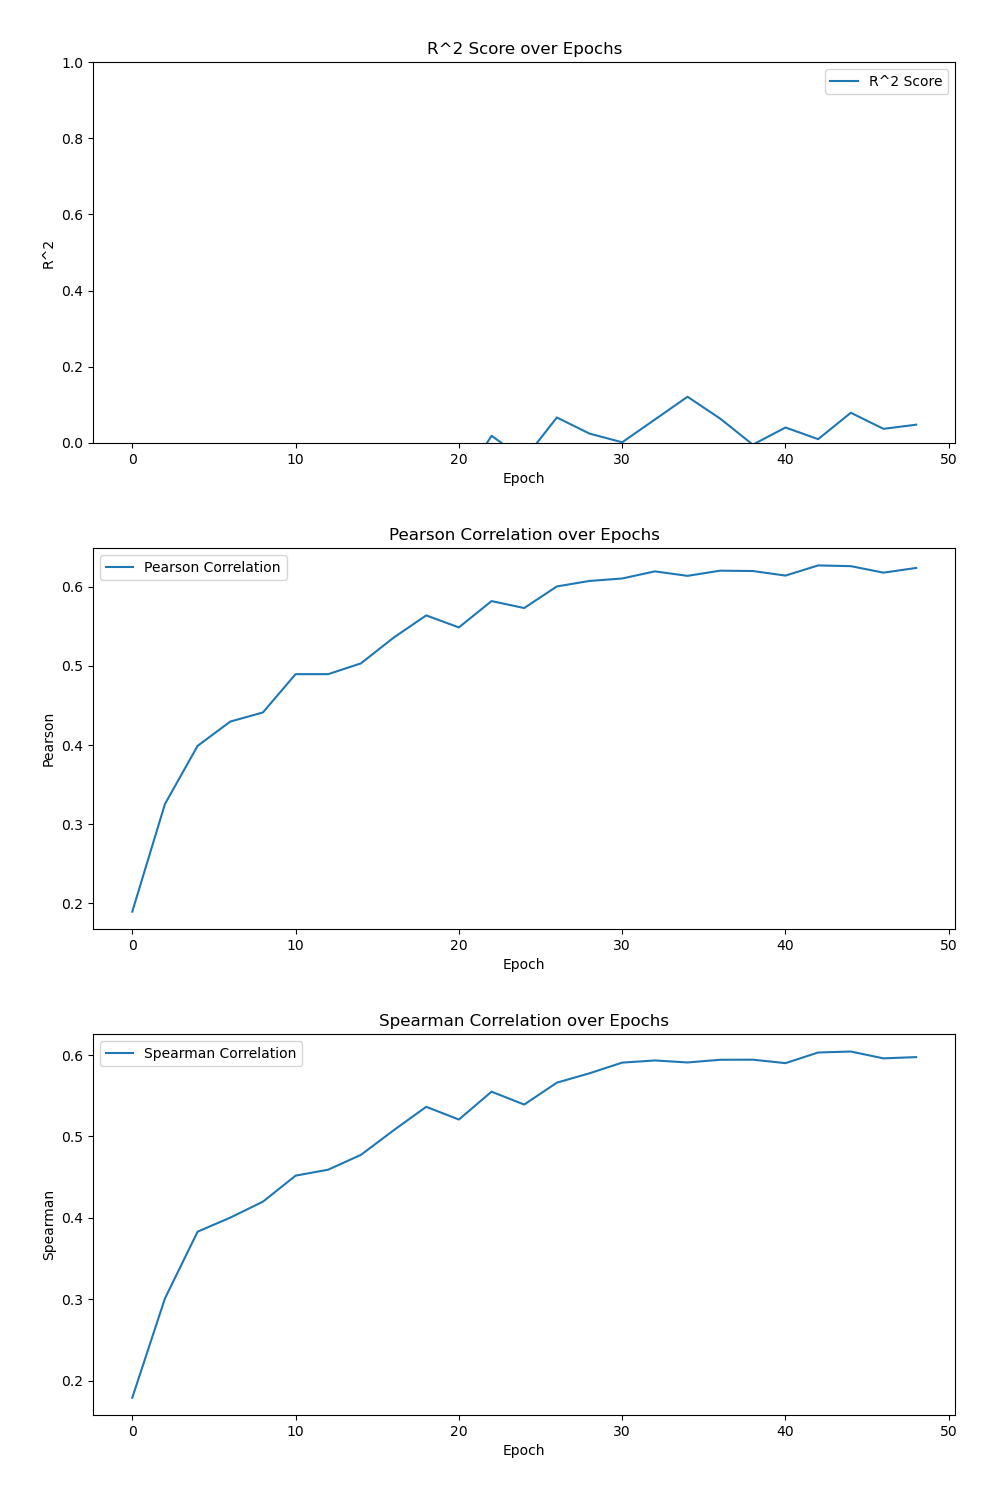 R^2 Score over Epochs
R^2 Score
1.0
0.8
0.6
0.4
0.2
0.0
R^2
0 10 20 30 40 50
Epoch
Pearson Correlation over Epochs
Pearson Correlation
0.6
0.5
0.4
0.3
0.2
Pearson
0 10 20 30 40 50
Epoch
Spearman Correlation over Epochs
Spearman Correlation
0.6
0.5
0.4
0.3
0.2
Spearman
0 10 20 30 40 50
Epoch